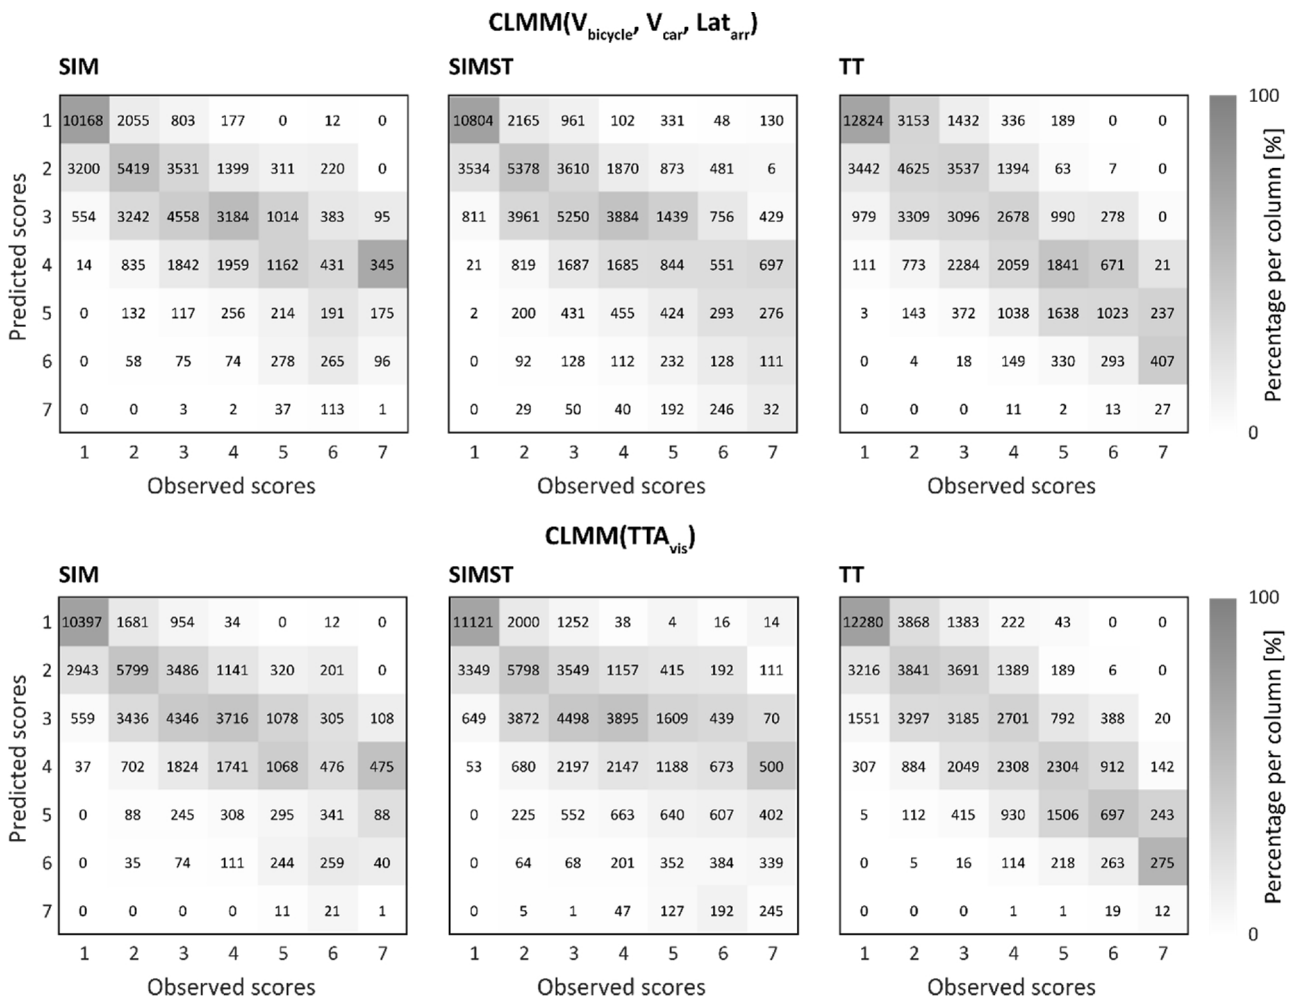 CLMM(Vbicycle, Vcar, Latarr)
SIM SIMST TT
Predicted scores
1 10168 2055 803 177 0 12 0
2 3200 5419 3531 1399 311 220 0
3 554 3242 4558 3184 1014 383 95
4 14 835 1842 1959 1162 431 345
5 0 132 117 256 214 191 175
6 0 58 75 74 278 265 96
7 0 0 3 2 37 113 1
1 2 3 4 5 6 7
Observed scores
10804 2165 961 102 331 48 130
3534 5378 3610 1870 873 481 6
811 3961 5250 3884 1439 756 429
21 819 1687 1685 844 551 697
2 200 431 455 424 293 276
0 92 128 112 232 128 111
0 29 50 40 192 246 32
1 2 3 4 5 6 7
Observed scores
12824 3153 1432 336 189 0 0
3442 4625 3537 1394 63 7 0
979 3309 3096 2678 990 278 0
111 773 2284 2059 1841 671 21
3 143 372 1038 1638 1023 237
0 4 18 149 330 293 407
0 0 0 11 2 13 27
1 2 3 4 5 6 7
Observed scores
100
Percentage per column [%]
0
CLMM(TTAvis)
SIM SIMST TT
Predicted scores
1 10397 1681 954 34 0 12 0
2 2943 5799 3486 1141 320 201 0
3 559 3436 4346 3716 1078 305 108
4 37 702 1824 1741 1068 476 475
5 0 88 245 308 295 341 88
6 0 35 74 111 244 259 40
7 0 0 0 0 11 21 1
1 2 3 4 5 6 7
Observed scores
11121 2000 1252 38 4 16 14
3349 5798 3549 1157 415 192 111
649 3872 4498 3895 1609 439 70
53 680 2197 2147 1188 673 500
0 225 552 663 640 607 402
0 64 68 201 352 384 339
0 5 1 47 127 192 245
1 2 3 4 5 6 7
Observed scores
12280 3868 1383 222 43 0 0
3216 3841 3691 1389 189 6 0
1551 3297 3185 2701 792 388 20
307 884 2049 2308 2304 912 142
5 112 415 930 1506 697 243
0 5 16 114 218 263 275
0 0 0 1 1 19 12
1 2 3 4 5 6 7
Observed scores
100
Percentage per column [%]
0